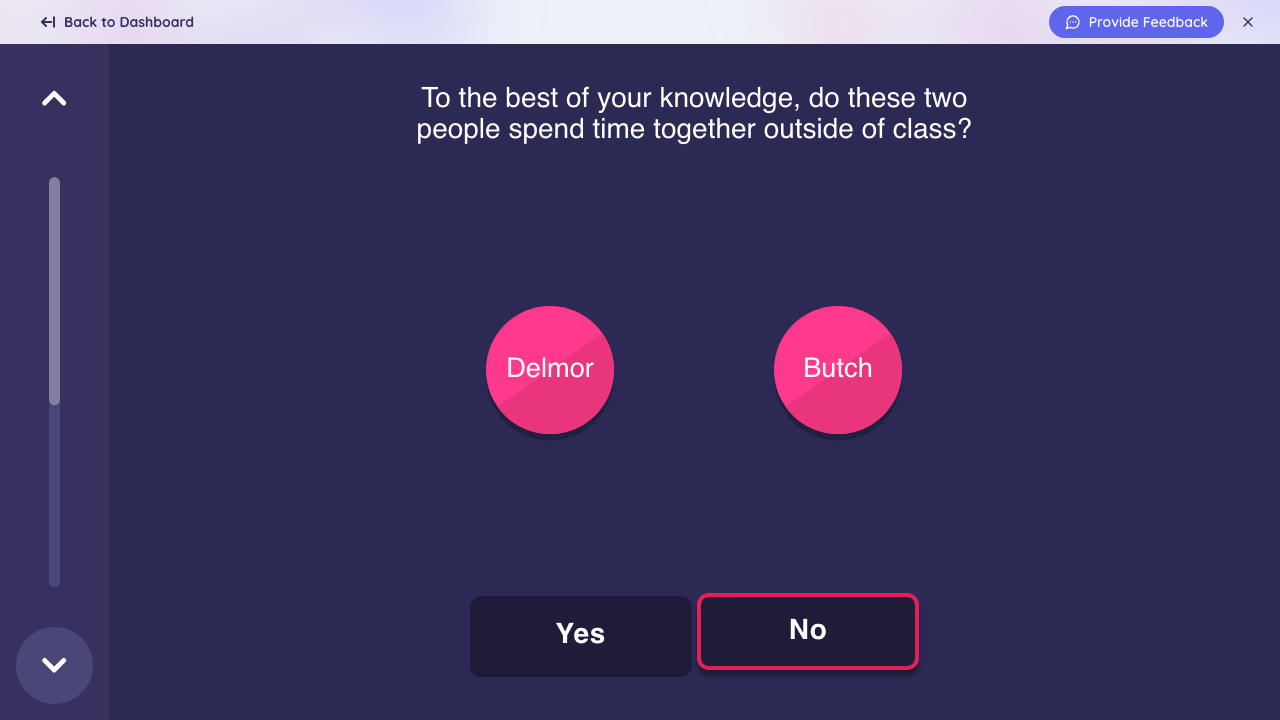 Back to Dashboard
Provide Feedback
To the best of your knowledge, do these two
people spend time together outside of class?
Delmor
Butch
Yes
No